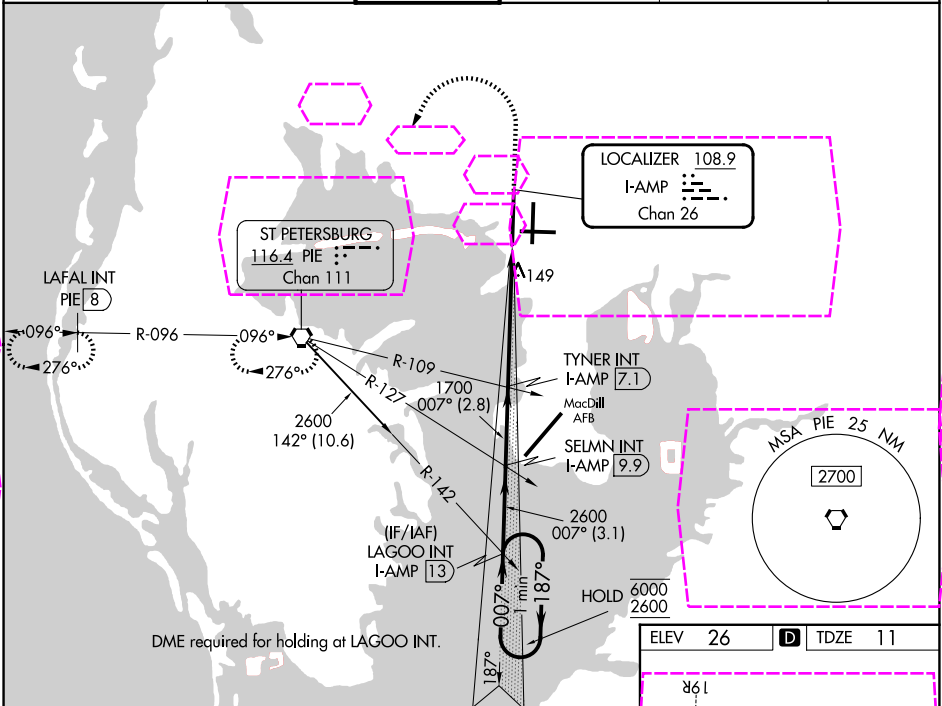 LOCALIZER 108.9
I-AMP
Chan 26
ST PETERSBURG
116.4 PIE
Chan 111
149
LAFAL INT
PIE 8
096°
R-096
096°
276°
276°
R-109
R-127
1700
007° (2.8)
TYNER INT
I-AMP 7.1
MacDill
AFB
2600
142° (10.6)
SELMN INT
I-AMP 9.9
R-142
2600
007° (3.1)
(IF/IAF)
LAGOO INT
I-AMP 13
007°
1 min
187°
HOLD 6000
2600
187°
DME required for holding at LAGOO INT.
MSA PIE 25 NM
2700
ELEV 26 D TDZE 11
19R